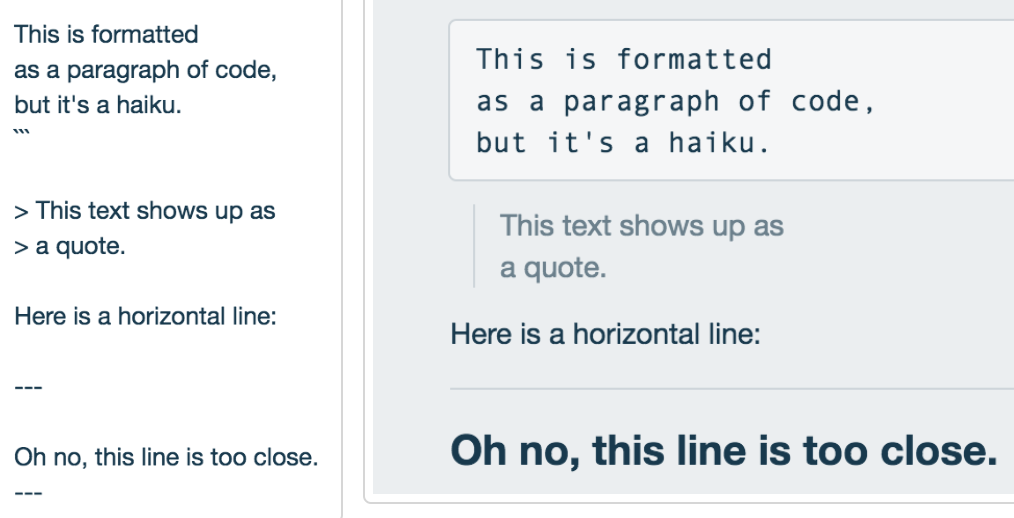 This is formatted
as a paragraph of code,
but it's a haiku.
```
> This text shows up as
> a quote.
Here is a horizontal line:
---
Oh no, this line is too close.
---
This is formatted
as a paragraph of code,
but it's a haiku.
This text shows up as
a quote.
Here is a horizontal line:
Oh no, this line is too close.